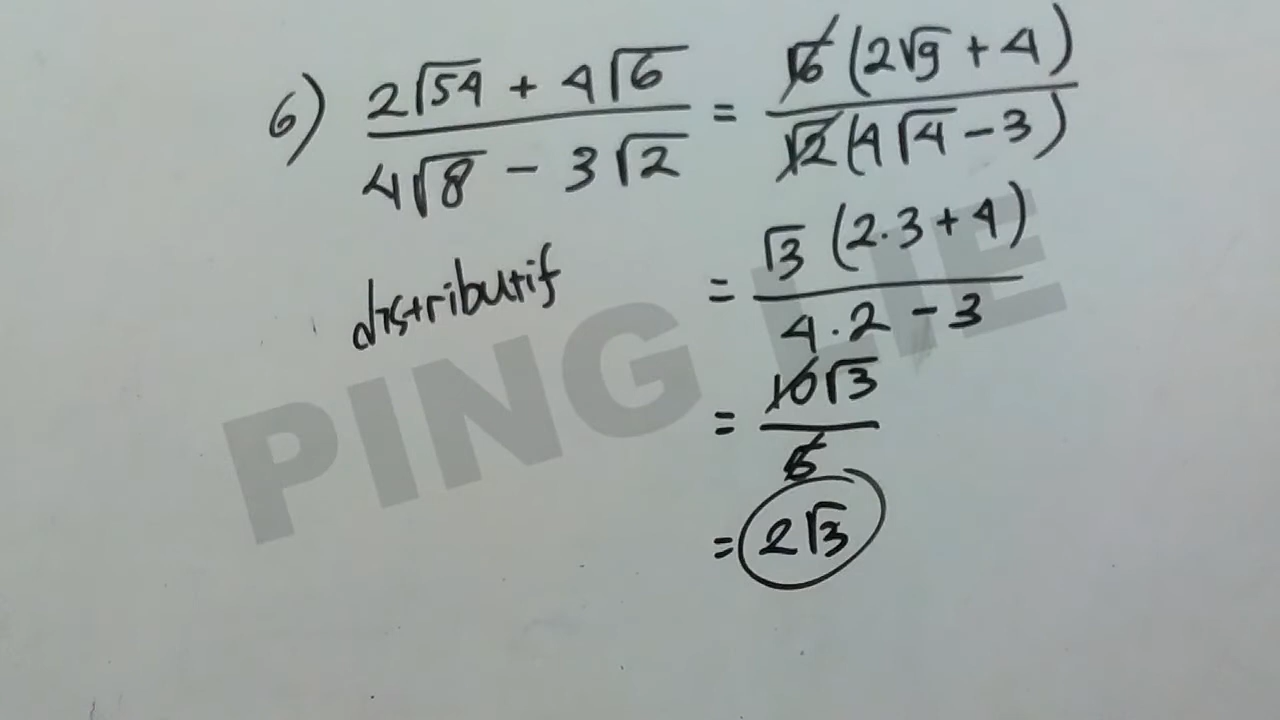 6) (2√54 + 4√6)/(4√8 - 3√2) = √6(2√9 + 4)/√2(4√4 - 3)
distributif
= √3(2.3 + 4)/(4.2 - 3)
= 10√3/5
= 2√3
PING LIE